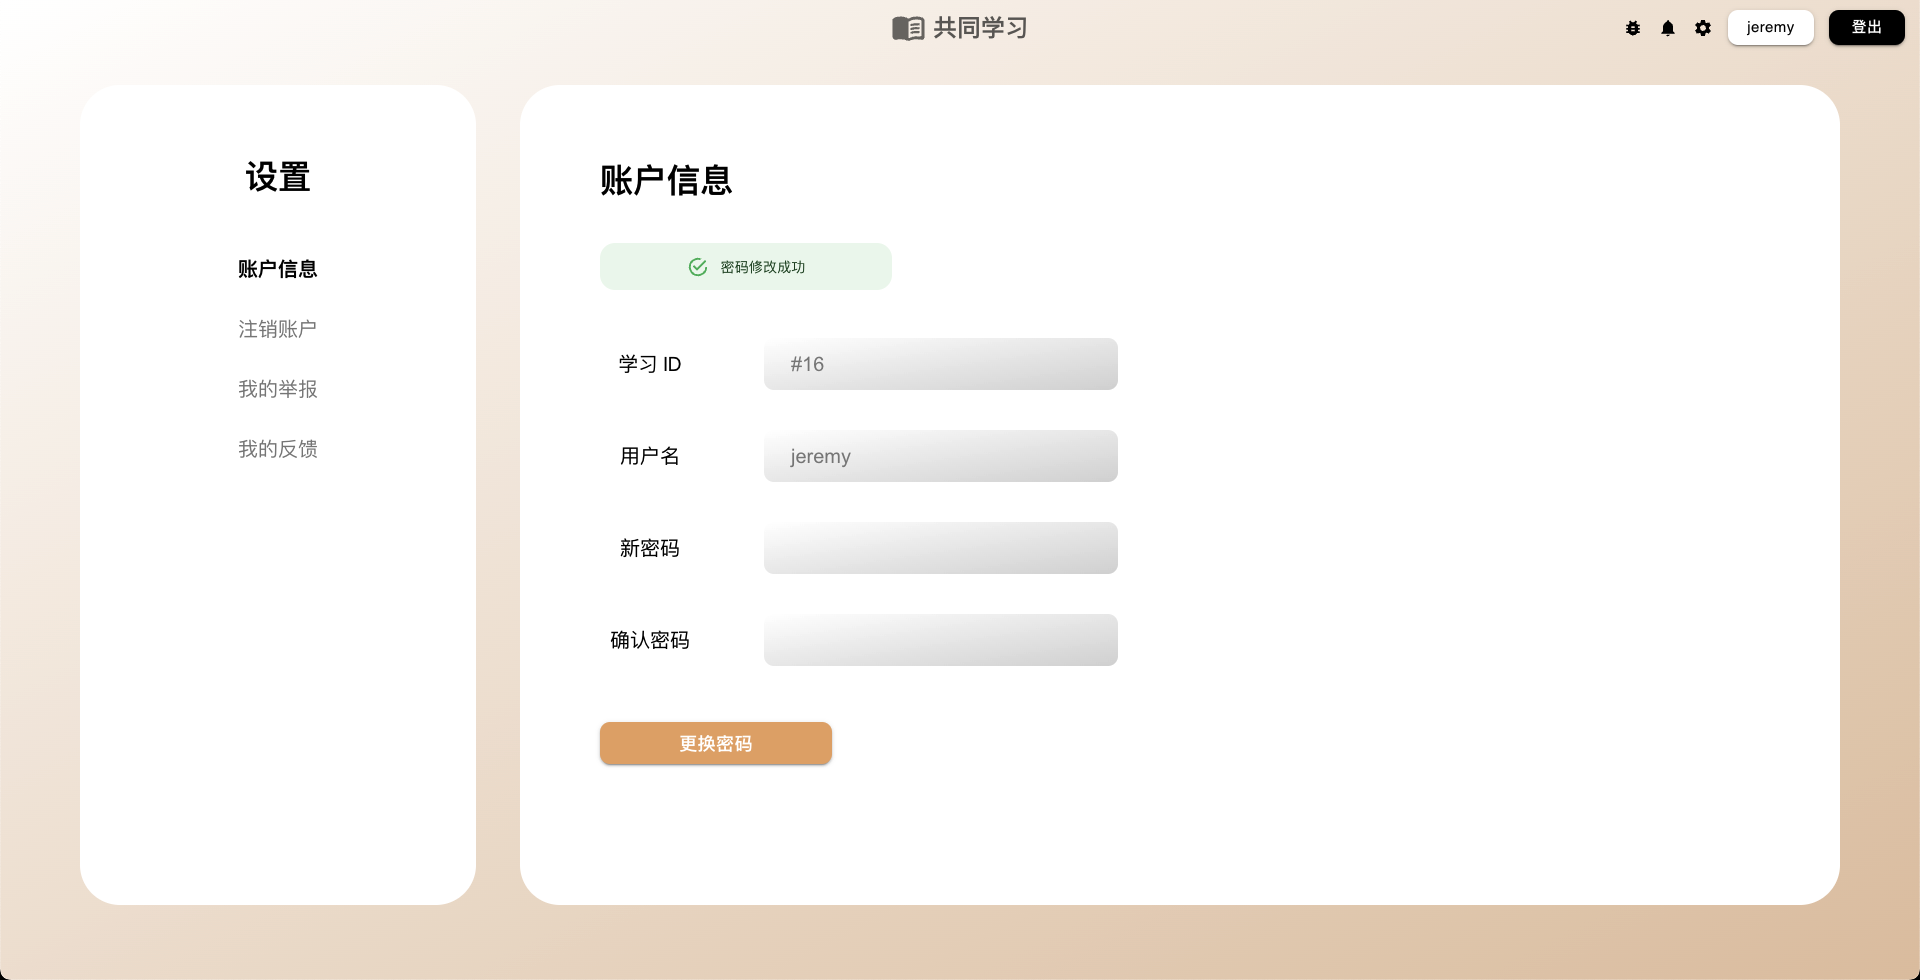 共同学习
jeremy
登出
设置
账户信息
注销账户
我的举报
我的反馈
账户信息
密码修改成功
学习 ID
#16
用户名
jeremy
新密码
确认密码
更换密码